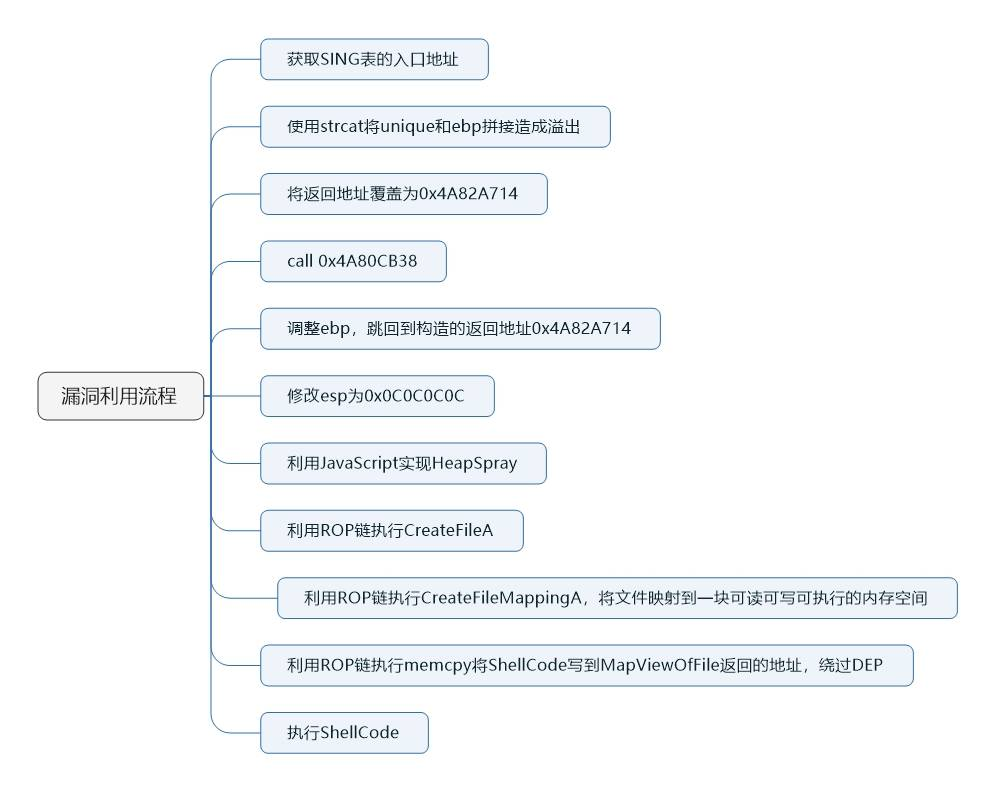 获取SING表的入口地址
使用strcat将unique和ebp拼接造成溢出
将返回地址覆盖为0x4A82A714
call 0x4A80CB38
调整ebp，跳回到构造的返回地址0x4A82A714
漏洞利用流程
修改esp为0x0C0C0C0C
利用JavaScript实现HeapSpray
利用ROP链执行CreateFileA
利用ROP链执行CreateFileMappingA，将文件映射到一块可读可写可执行的内存空间
利用ROP链执行memcpy将ShellCode写到MapViewOfFile返回的地址，绕过DEP
执行ShellCode